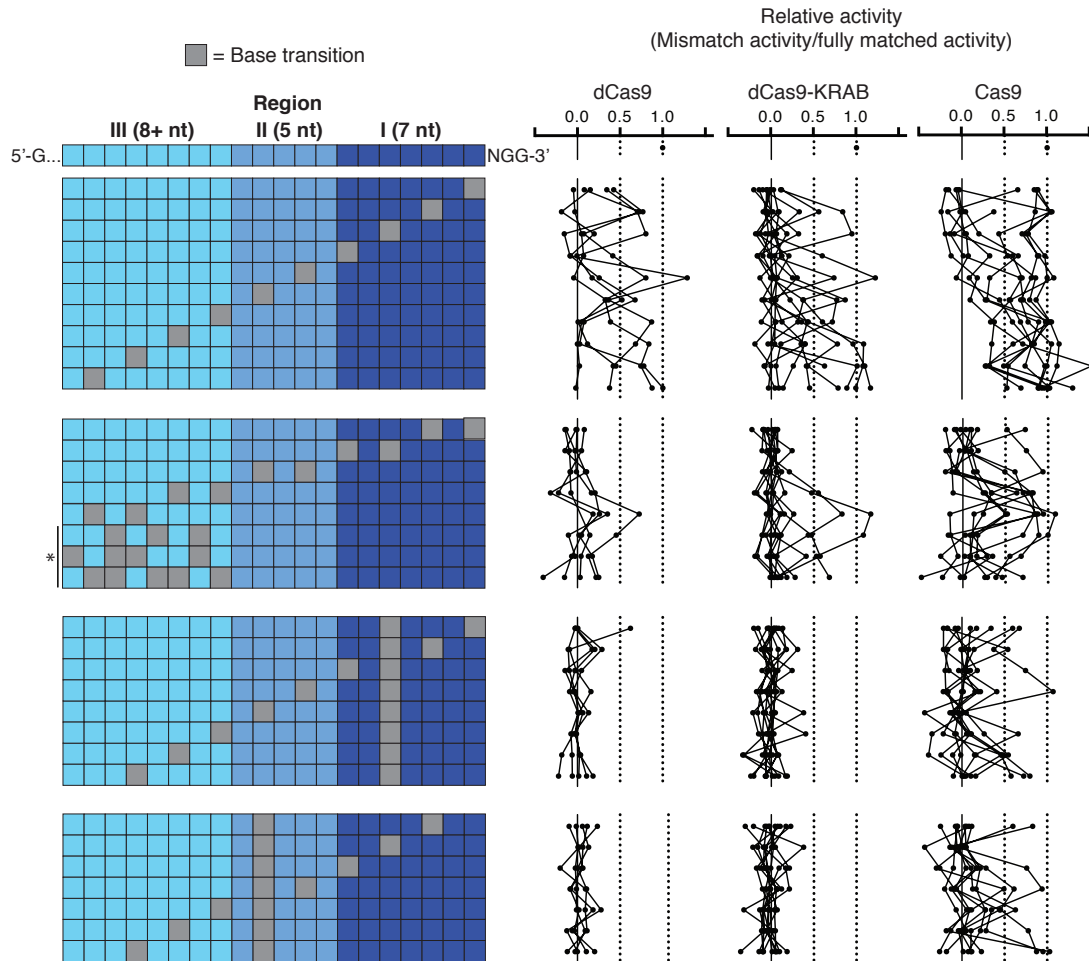 Relative activity
(Mismatch activity/fully matched activity)
= Base transition
Region
III (8+ nt) II (5 nt) I (7 nt)
dCas9 dCas9-KRAB Cas9
0.0 0.5 1.0 0.0 0.5 1.0 0.0 0.5 1.0
5'-G... NGG-3'
*